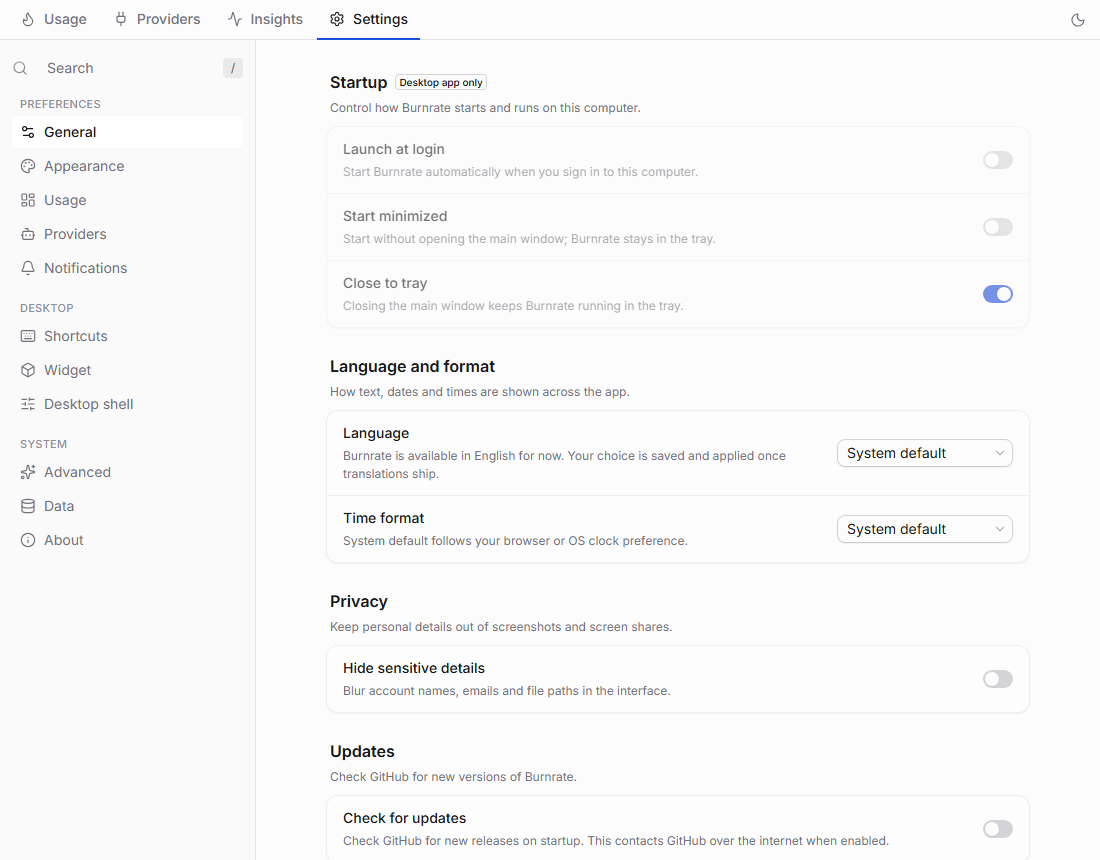 Usage
Providers
Insights
Settings
Search
/
PREFERENCES
General
Appearance
Usage
Providers
Notifications
DESKTOP
Shortcuts
Widget
Desktop shell
SYSTEM
Advanced
Data
About
Startup Desktop app only
Control how Burnrate starts and runs on this computer.
Launch at login
Start Burnrate automatically when you sign in to this computer.
Start minimized
Start without opening the main window; Burnrate stays in the tray.
Close to tray
Closing the main window keeps Burnrate running in the tray.
Language and format
How text, dates and times are shown across the app.
Language
Burnrate is available in English for now. Your choice is saved and applied once
translations ship.
System default
Time format
System default follows your browser or OS clock preference.
System default
Privacy
Keep personal details out of screenshots and screen shares.
Hide sensitive details
Blur account names, emails and file paths in the interface.
Updates
Check GitHub for new versions of Burnrate.
Check for updates
Check GitHub for new releases on startup. This contacts GitHub over the internet when enabled.